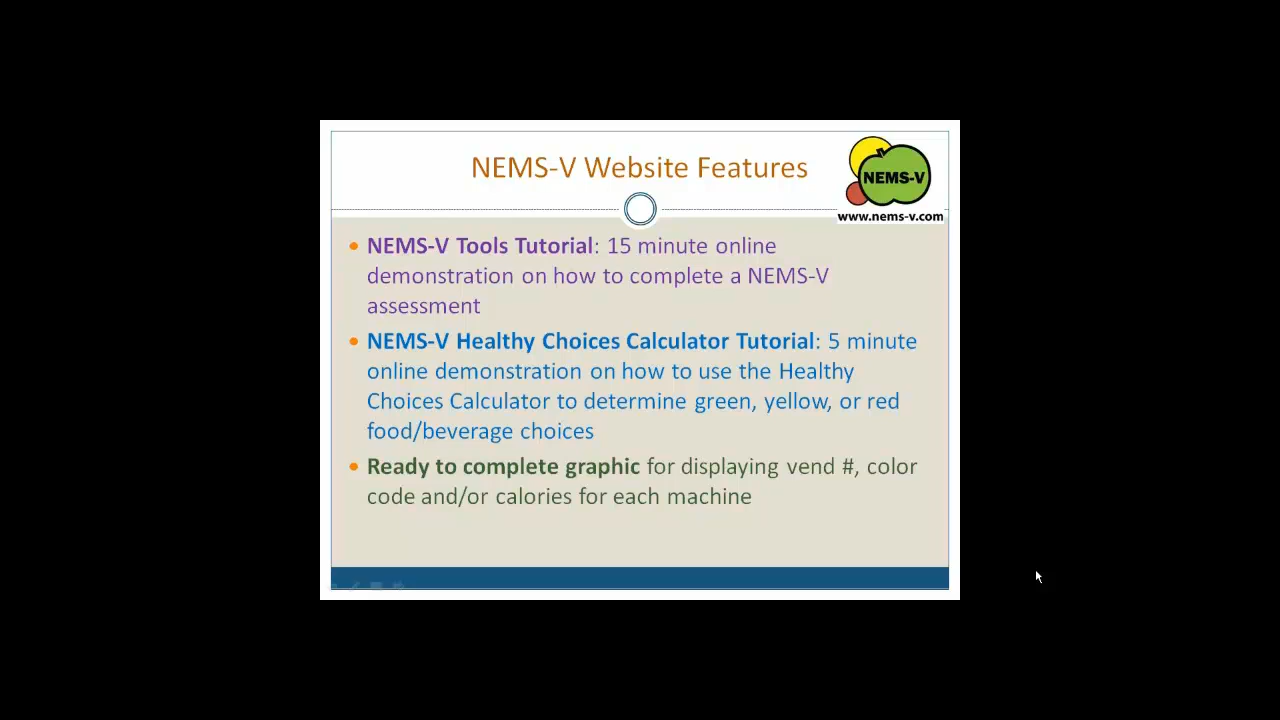 NEMS-V Website Features
NEMS-V
www.nems-v.com
• NEMS-V Tools Tutorial: 15 minute online
demonstration on how to complete a NEMS-V
assessment
• NEMS-V Healthy Choices Calculator Tutorial: 5 minute
online demonstration on how to use the Healthy
Choices Calculator to determine green, yellow, or red
food/beverage choices
• Ready to complete graphic for displaying vend #, color
code and/or calories for each machine